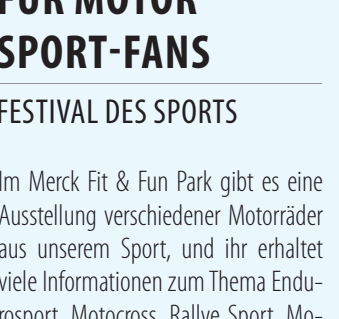 FÜR MOTOR
SPORT-FANS
FESTIVAL DES SPORTS
Im Merck Fit & Fun Park gibt es eine
Ausstellung verschiedener Motorräder
aus unserem Sport, und ihr erhaltet
viele Informationen zum Thema Endu-
rosport, Motocross, Rallye Sport, Mo-